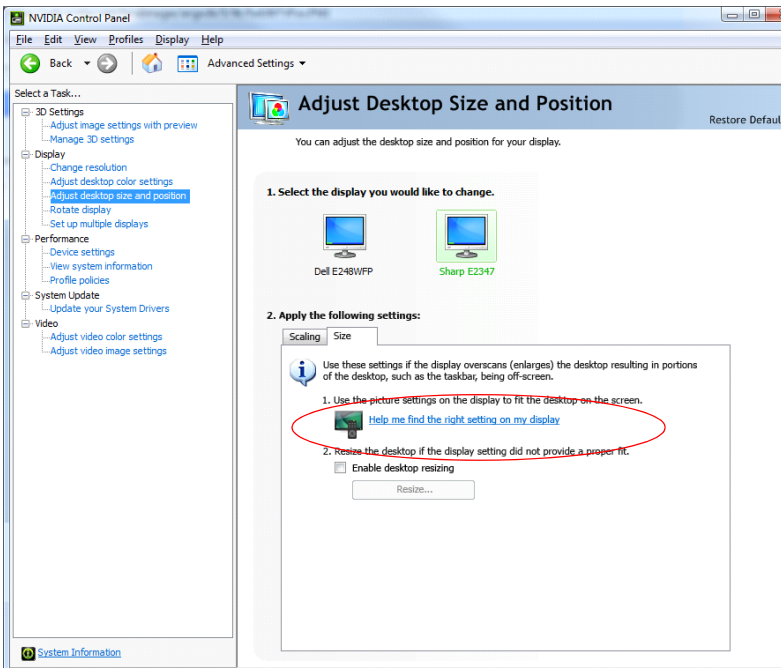 NVIDIA Control Panel
File Edit View Profiles Display Help
Back Advanced Settings
Select a Task...
3D Settings
Adjust image settings with preview
Manage 3D settings
Display
Change resolution
Adjust desktop color settings
Adjust desktop size and position
Rotate display
Set up multiple displays
Performance
Device settings
View system information
Profile policies
System Update
Update your System Drivers
Video
Adjust video color settings
Adjust video image settings
System Information
Adjust Desktop Size and Position
Restore Defaul
You can adjust the desktop size and position for your display.
1. Select the display you would like to change.
Dell E248WFP Sharp E2347
2. Apply the following settings:
Scaling Size
Use these settings if the display overscans (enlarges) the desktop resulting in portions
of the desktop, such as the taskbar, being off-screen.
1. Use the picture settings on the display to fit the desktop on the screen.
Help me find the right setting on my display
2. Resize the desktop if the display setting did not provide a proper fit.
Enable desktop resizing
Resize...